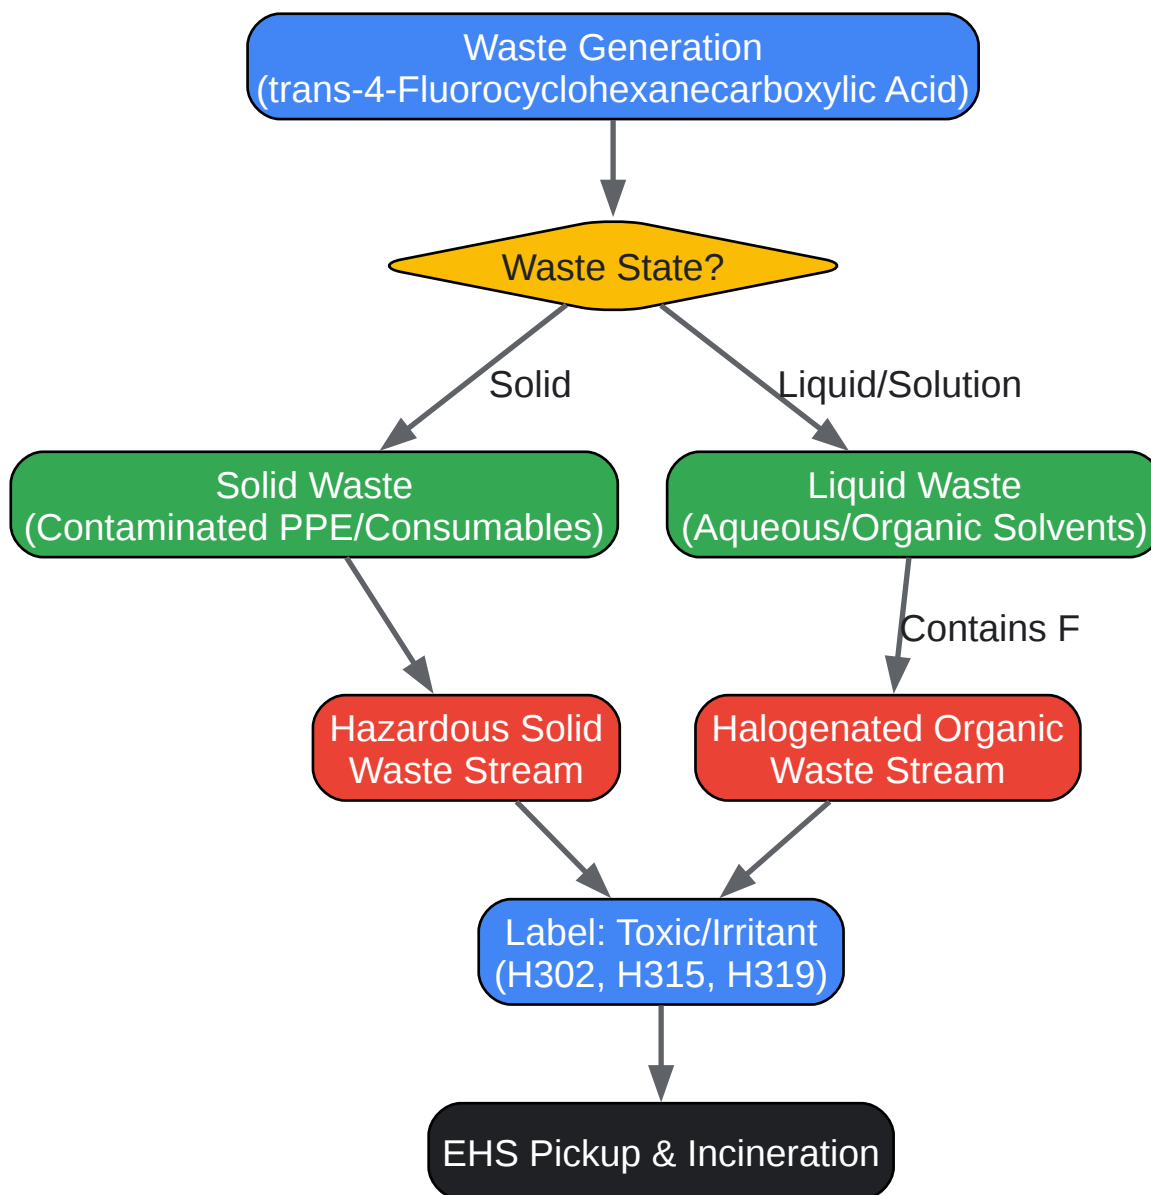 Waste Generation
(trans-4-Fluorocyclohexanecarboxylic Acid)
Waste State?
Solid
Liquid/Solution
Solid Waste
(Contaminated PPE/Consumables)
Liquid Waste
(Aqueous/Organic Solvents)
Contains F
Hazardous Solid
Waste Stream
Halogenated Organic
Waste Stream
Label: Toxic/Irritant
(H302, H315, H319)
EHS Pickup & Incineration